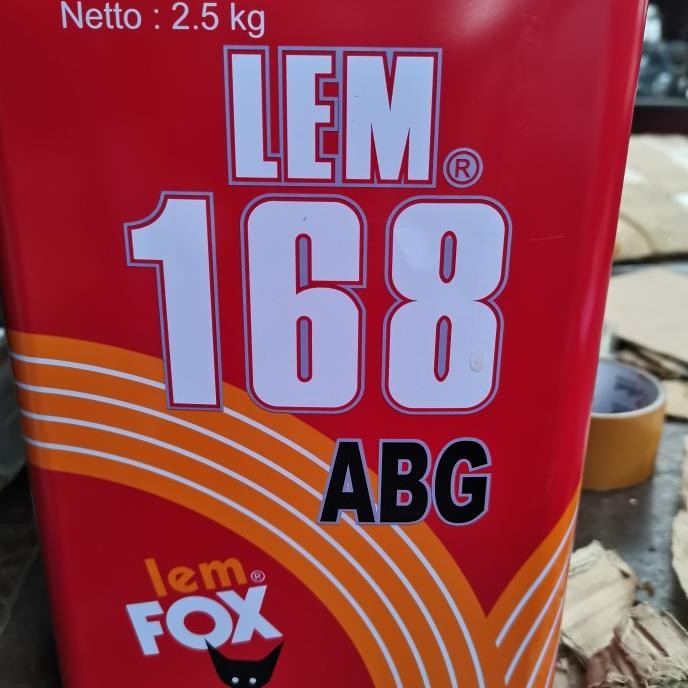 Netto : 2.5 kg
LEM®
168
ABG
lem®
FOX